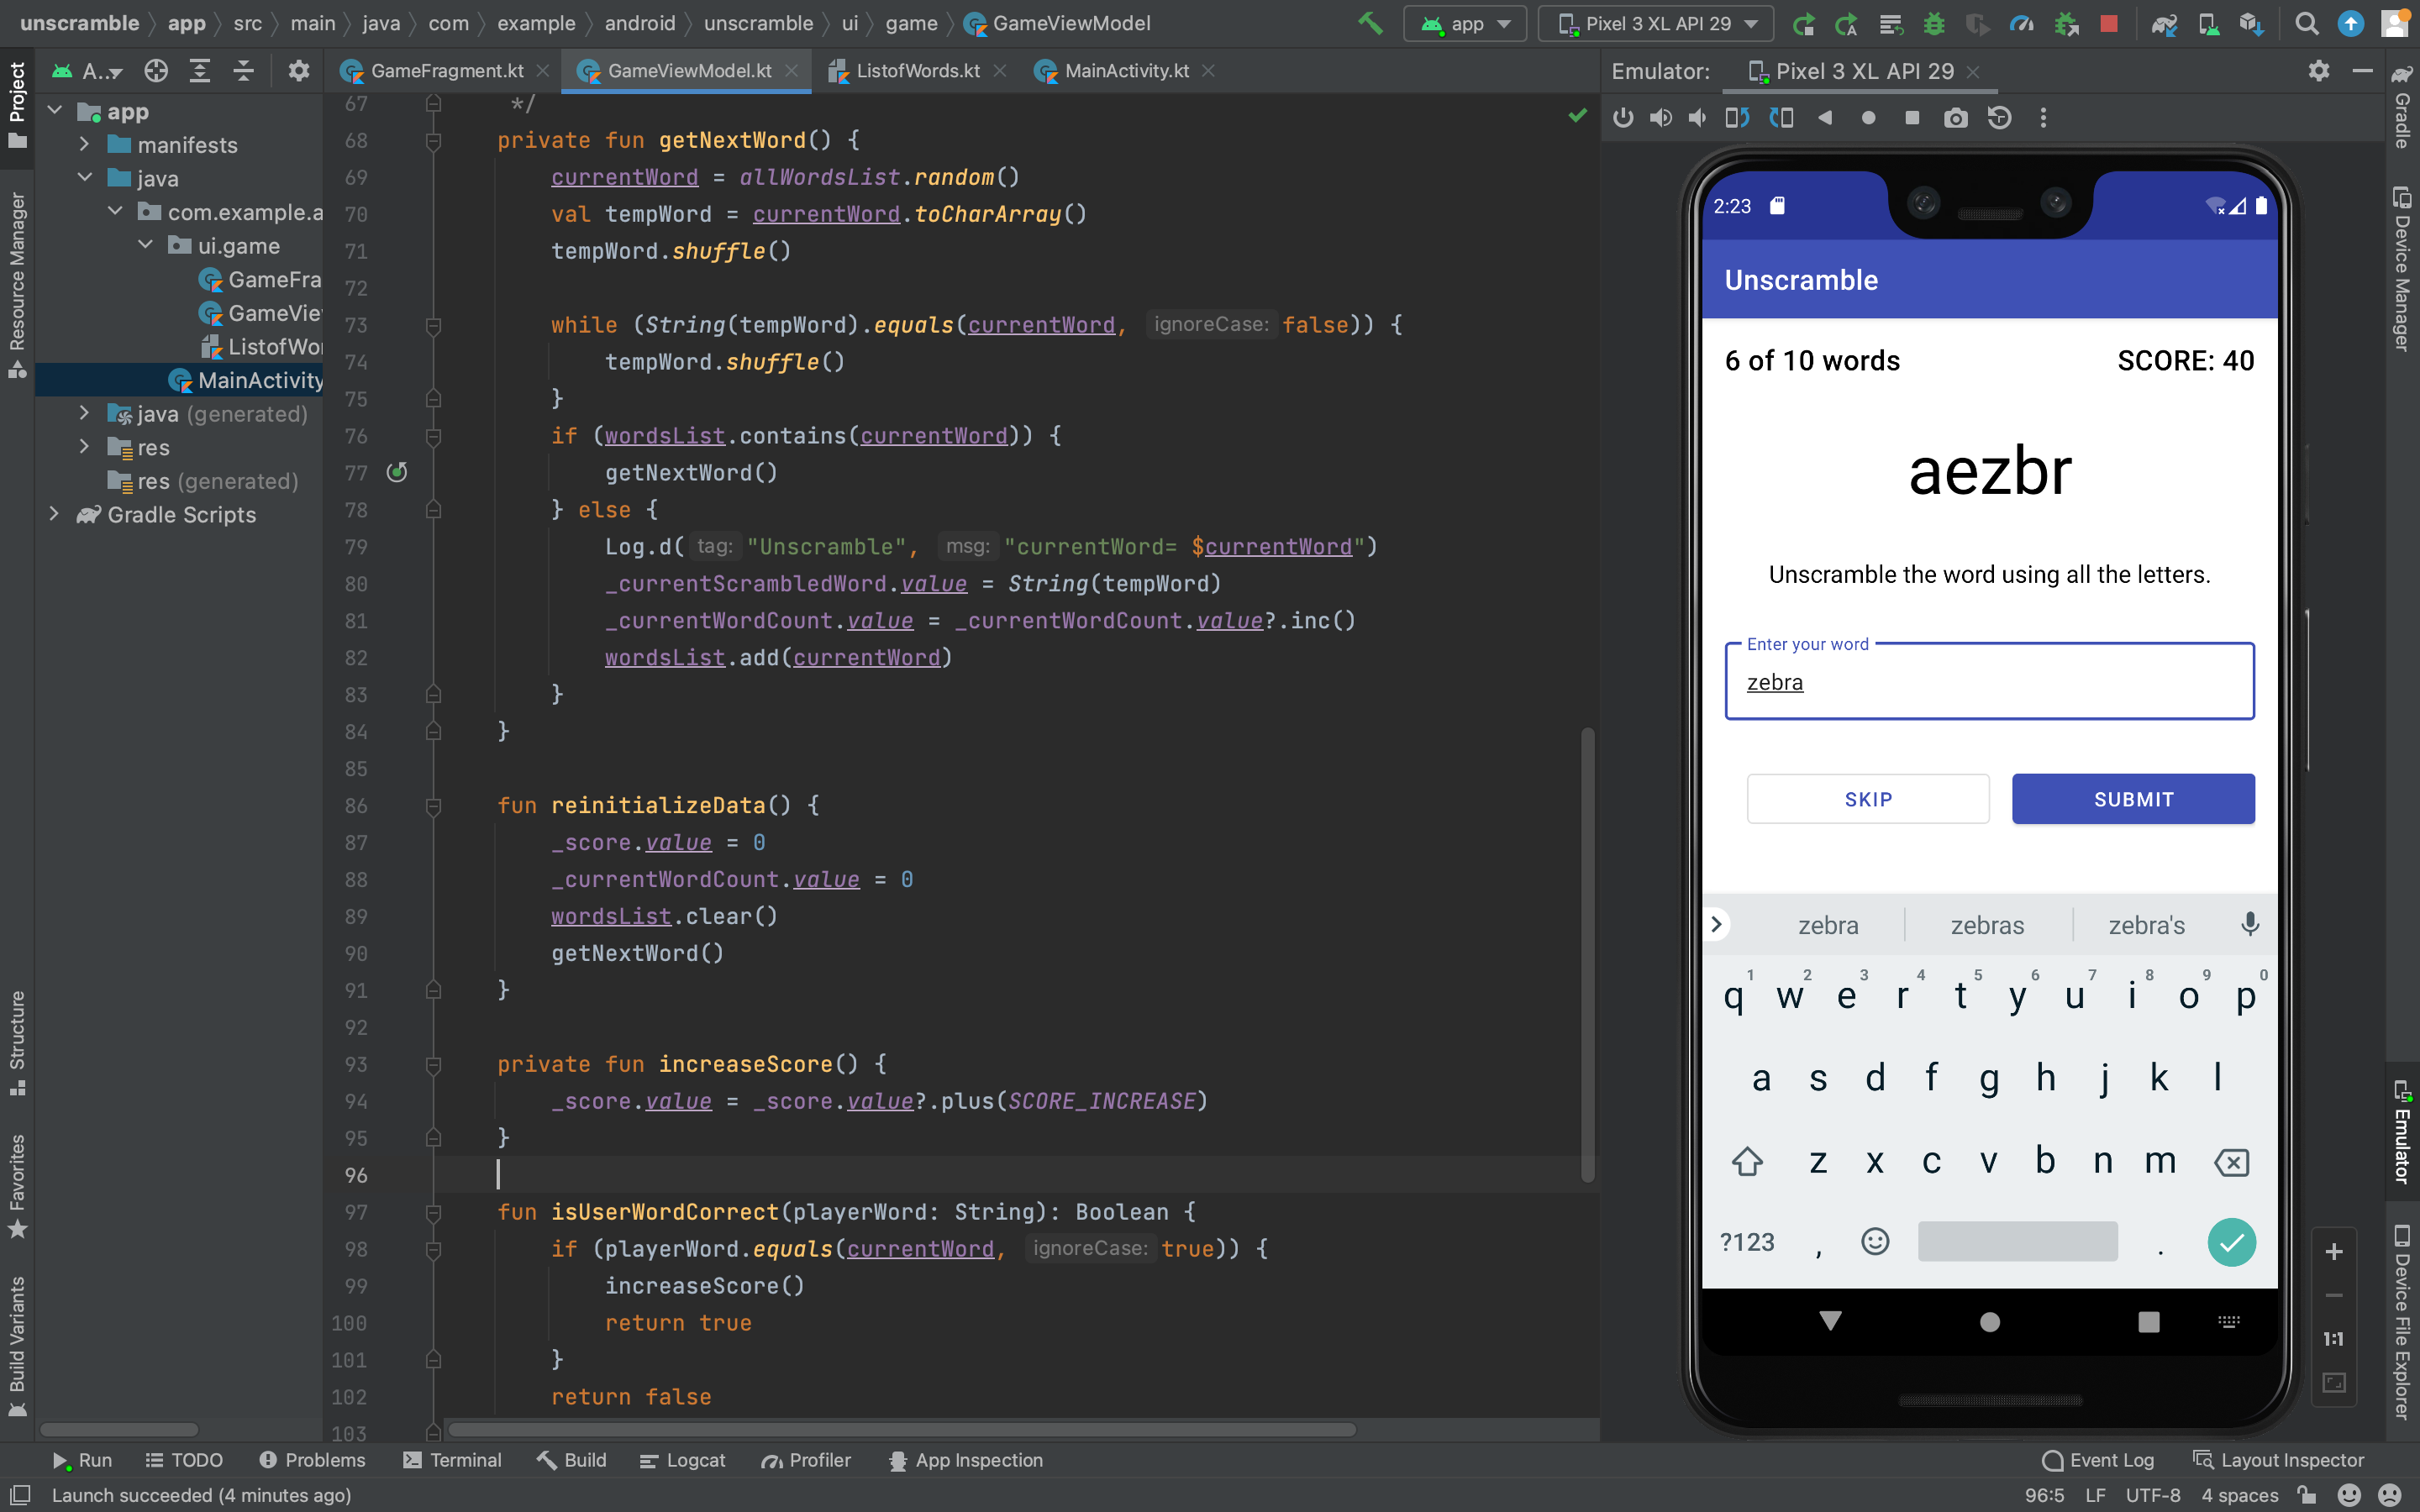 unscramble app src main java com example android unscramble ui game GameViewModel app Pixel 3 XL API 29
Project
A..
GameFragment.kt GameViewModel.kt ListofWords.kt MainActivity.kt
Emulator: Pixel 3 XL API 29
Gradle
Resource Manager
Device Manager
app
manifests
java
com.example.a
ui.game
GameFra
GameVie
ListofWo
MainActivity
java (generated)
res
res (generated)
Gradle Scripts
67 */
68 private fun getNextWord() {
69 currentWord = allWordsList.random()
70 val tempWord = currentWord.toCharArray()
71 tempWord.shuffle()
72
73 while (String(tempWord).equals(currentWord, ignoreCase: false)) {
74 tempWord.shuffle()
75 }
76 if (wordsList.contains(currentWord)) {
77 getNextWord()
78 } else {
79 Log.d( tag: "Unscramble", msg: "currentWord= $currentWord")
80 _currentScrambledWord.value = String(tempWord)
81 _currentWordCount.value = _currentWordCount.value?.inc()
82 wordsList.add(currentWord)
83 }
84 }
85
86 fun reinitializeData() {
87 _score.value = 0
88 _currentWordCount.value = 0
89 wordsList.clear()
90 getNextWord()
91 }
92
93 private fun increaseScore() {
94 _score.value = _score.value?.plus(SCORE_INCREASE)
95 }
96
97 fun isUserWordCorrect(playerWord: String): Boolean {
98 if (playerWord.equals(currentWord, ignoreCase: true)) {
99 increaseScore()
100 return true
101 }
102 return false
103
2:23
Unscramble
6 of 10 words SCORE: 40
aezbr
Unscramble the word using all the letters.
Enter your word
zebra
SKIP SUBMIT
zebra zebras zebra's
1 2 3 4 5 6 7 8 9 0
q w e r t y u i o p
a s d f g h j k l
z x c v b n m
?123 , .
1:1
Structure
Favorites
Build Variants
Emulator
Device File Explorer
Run TODO Problems Terminal Build Logcat Profiler App Inspection Event Log Layout Inspector
Launch succeeded (4 minutes ago) 96:5 LF UTF-8 4 spaces